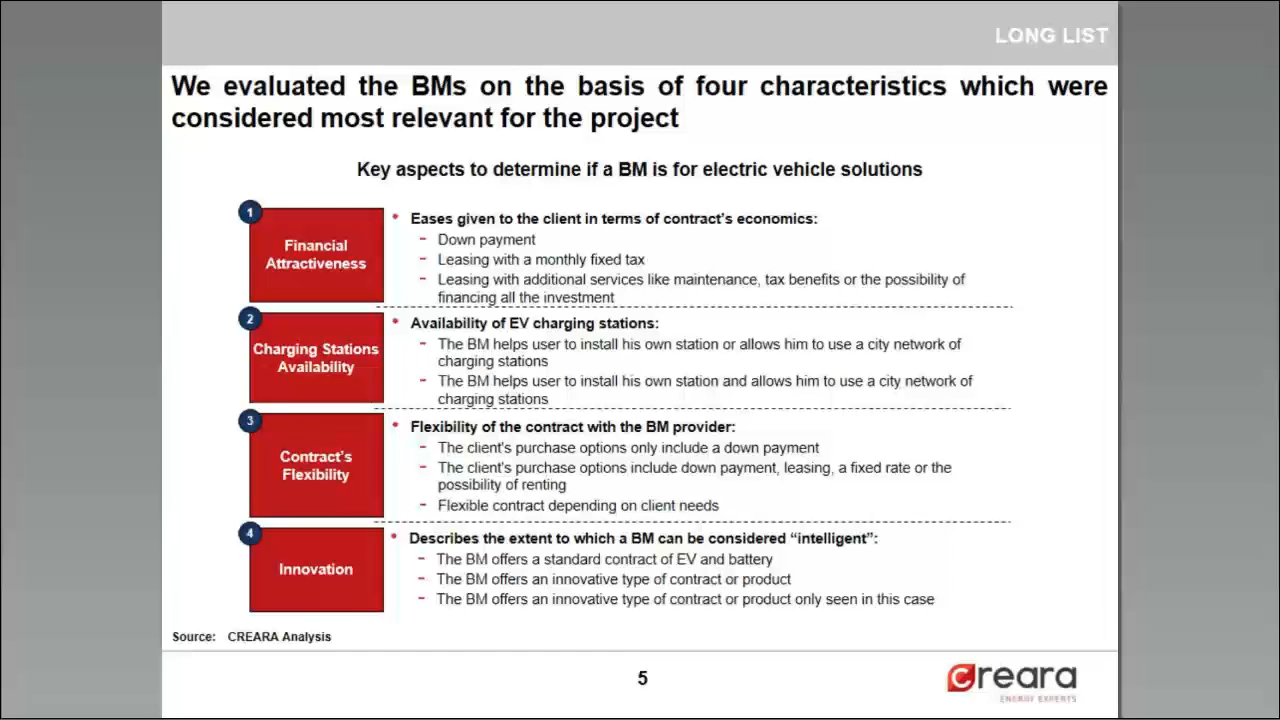 LONG LIST
We evaluated the BMs on the basis of four characteristics which were
considered most relevant for the project
Key aspects to determine if a BM is for electric vehicle solutions
1
Financial
Attractiveness
• Eases given to the client in terms of contract's economics:
- Down payment
- Leasing with a monthly fixed tax
- Leasing with additional services like maintenance, tax benefits or the possibility of
financing all the investment
2
Charging Stations
Availability
• Availability of EV charging stations:
- The BM helps user to install his own station or allows him to use a city network of
charging stations
- The BM helps user to install his own station and allows him to use a city network of
charging stations
3
Contract's
Flexibility
• Flexibility of the contract with the BM provider:
- The client's purchase options only include a down payment
- The client's purchase options include down payment, leasing, a fixed rate or the
possibility of renting
- Flexible contract depending on client needs
4
Innovation
• Describes the extent to which a BM can be considered “intelligent”:
- The BM offers a standard contract of EV and battery
- The BM offers an innovative type of contract or product
- The BM offers an innovative type of contract or product only seen in this case
Source: CREARA Analysis
5
creara
ENERGY EXPERTS